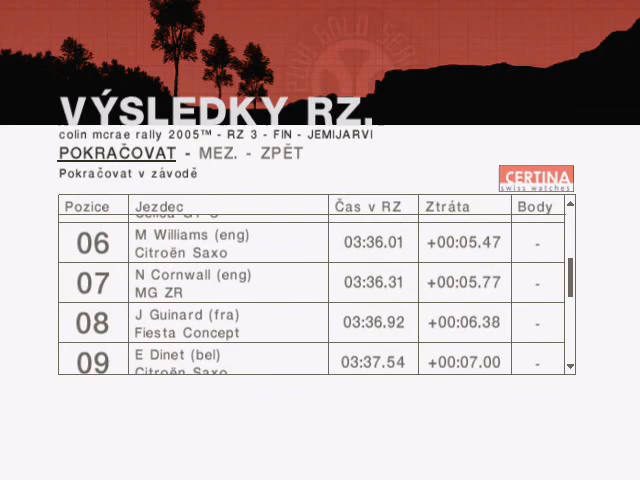 VÝSLEDKY RZ.
colin mcrae rally 2005™ - RZ 3 - FIN - JEMIJARVI
POKRAČOVAT - MEZ. - ZPĚT
Pokračovat v závodě
CERTINA
swiss watches
Pozice Jezdec Čas v RZ Ztráta Body
06 M Williams (eng) 03:36.01 +00:05.47 -
Citroën Saxo
07 N Cornwall (eng) 03:36.31 +00:05.77 -
MG ZR
08 J Guinard (fra) 03:36.92 +00:06.38 -
Fiesta Concept
09 E Dinet (bel) 03:37.54 +00:07.00 -
Citroën Saxo